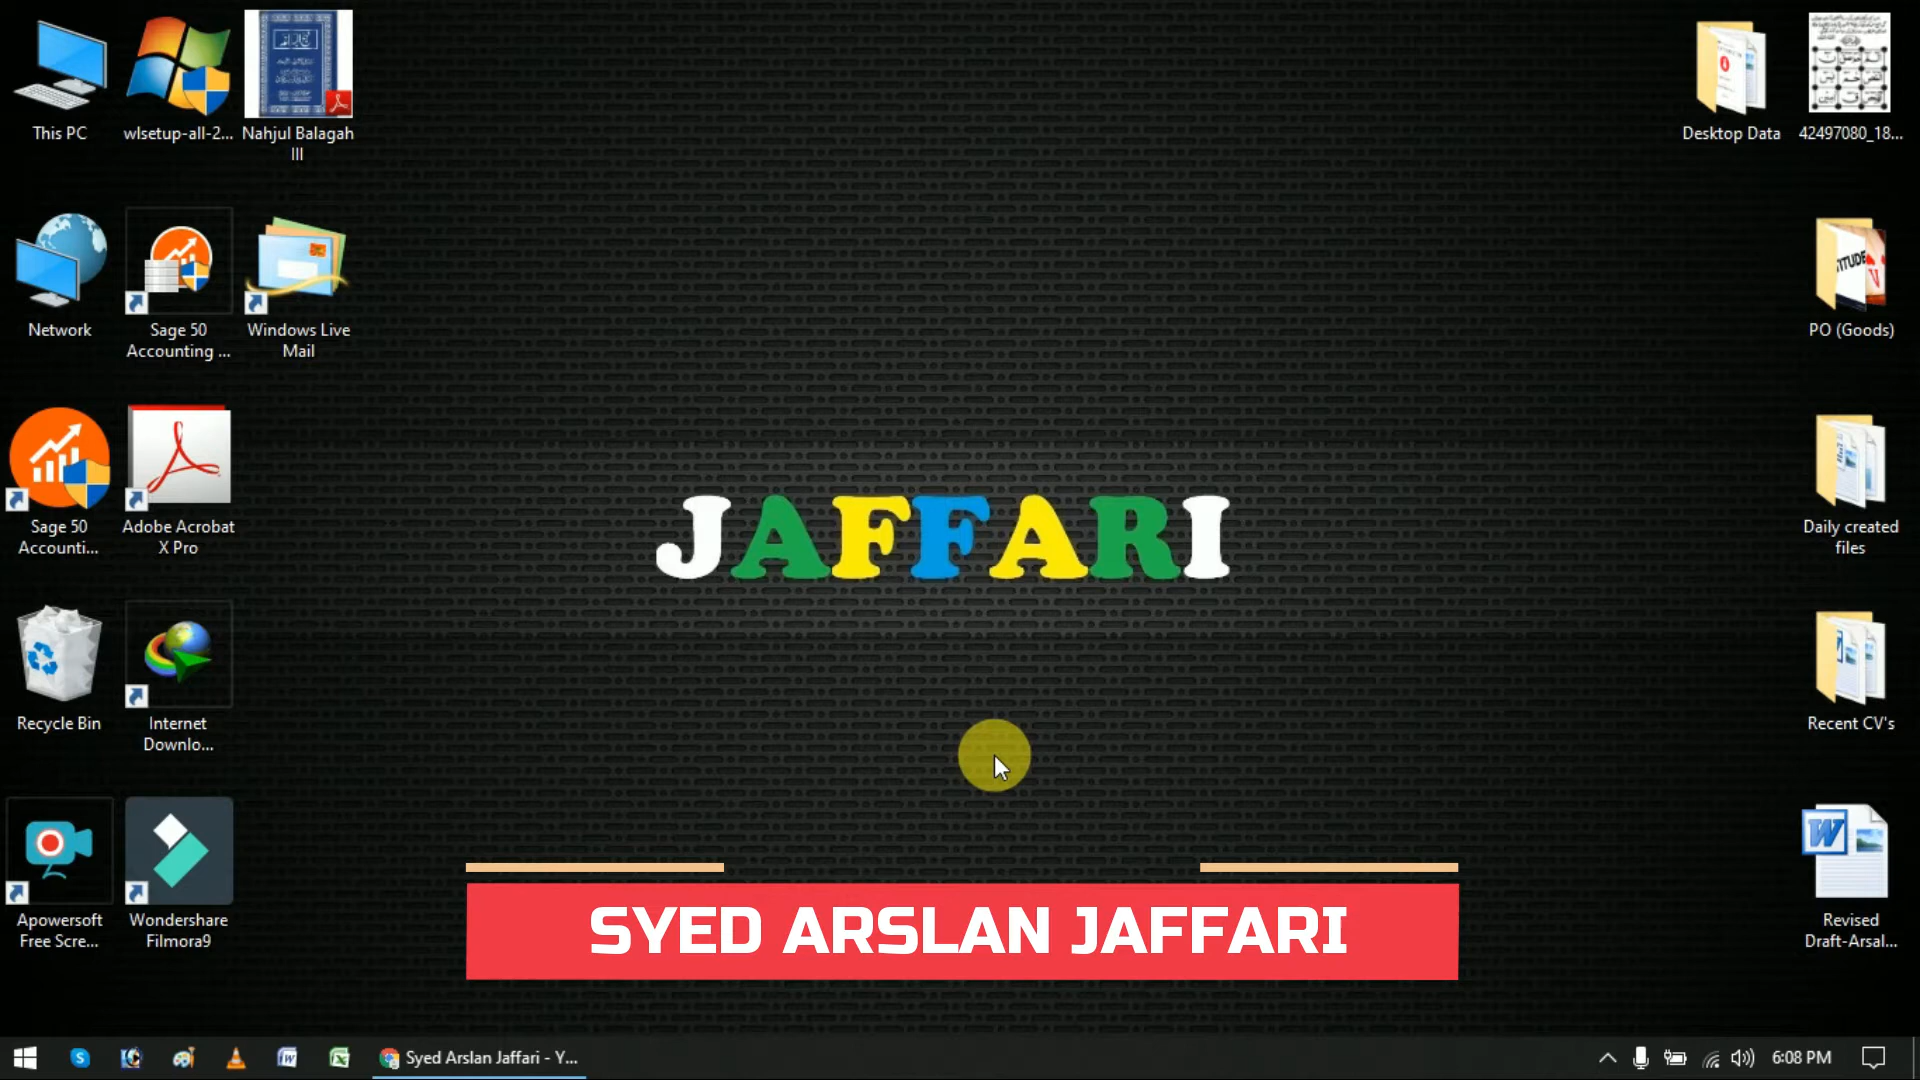 This PC
wlsetup-all-2...
Nahjul Balagah
III
Desktop Data
42497080_18...
Network
Sage 50
Accounting ...
Windows Live
Mail
TITUDE
PO (Goods)
Sage 50
Accounti...
Adobe Acrobat
X Pro
Daily created
files
JAFFARI
Recycle Bin
Internet
Downlo...
Recent CV's
Apowersoft
Free Scre...
Wondershare
Filmora9
Revised
Draft-Arsal...
SYED ARSLAN JAFFARI
Syed Arslan Jaffari - Y...
6:08 PM